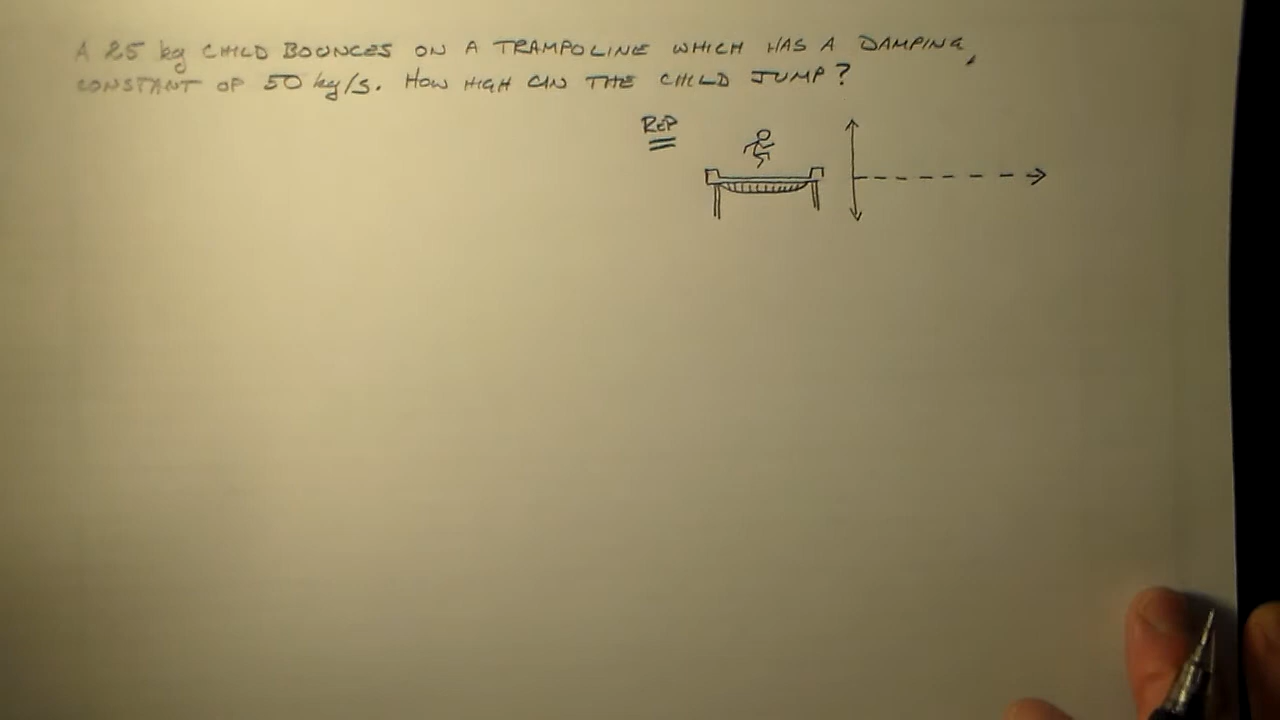 A 25 kg CHILD BOUNCES ON A TRAMPOLINE WHICH HAS A DAMPING
CONSTANT OF 50 kg/s. HOW HIGH CAN THE CHILD JUMP?
REP